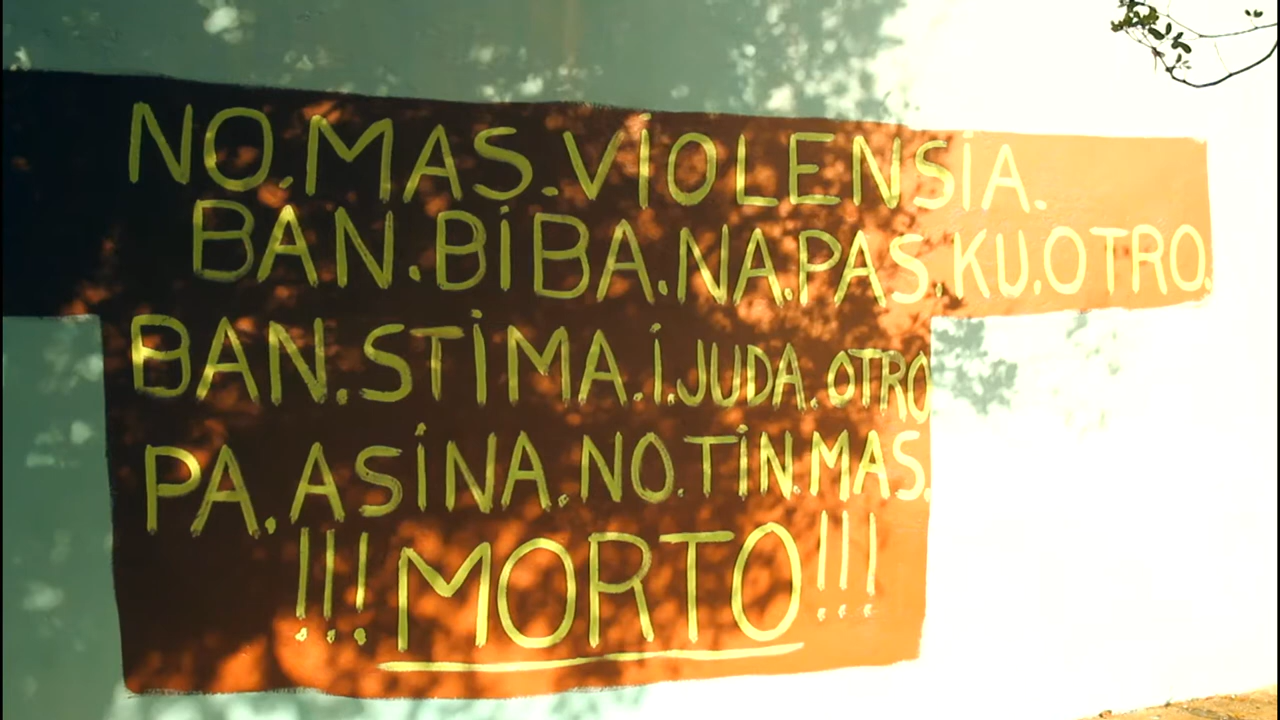 NO.MAS.VIOLENSIA.
BAN.BIBA.NA.PAS.KU.OTRO.
BAN.STIMA.I.JUDA.OTRO
PA.ASINA.NO.TIN.MAS.
!!!MORTO!!!